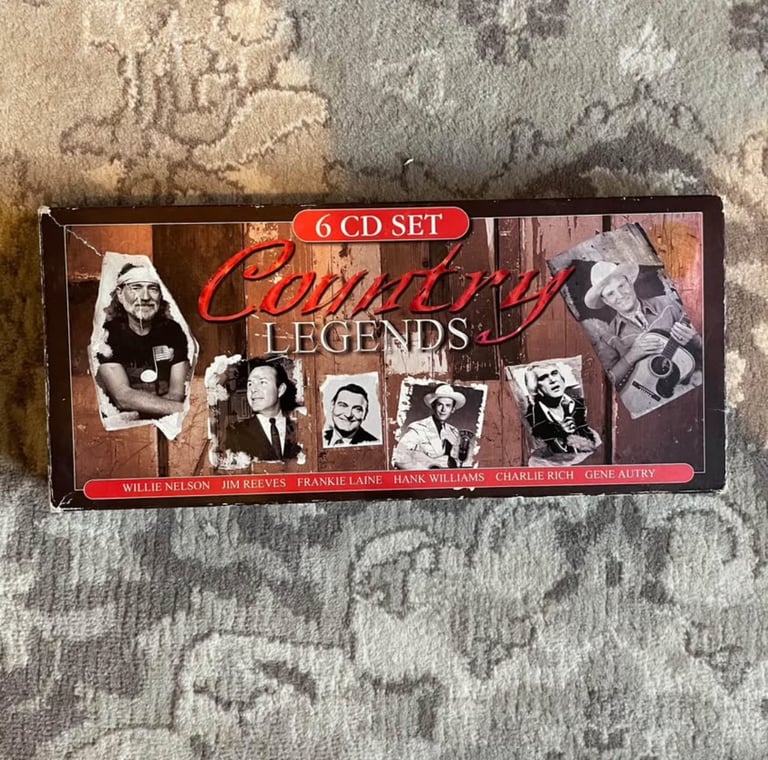 6 CD SET
Country
LEGENDS
WILLIE NELSON JIM REEVES FRANKIE LAINE HANK WILLIAMS CHARLIE RICH GENE AUTRY